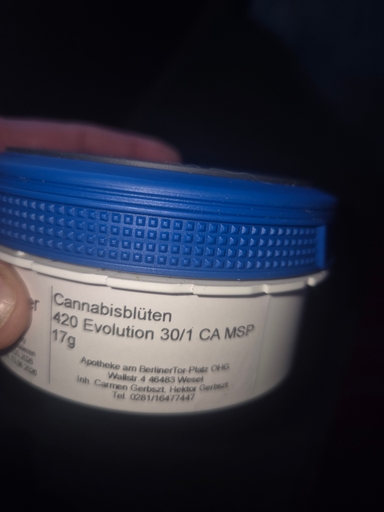 Cannabisblüten
420 Evolution 30/1 CA MSP
17g
Apotheke am BerlinerTor Platz OHG
Wallstr.4 46483 Wesel
Inh. Carmen Gerbszt, Hektor Gerbszt,
Tel. 0281/16477447